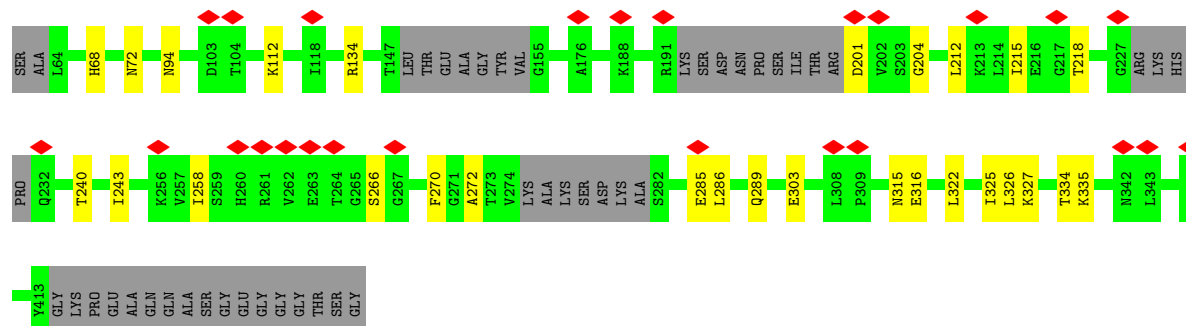 SER ALA L64 H68 N72 N94 D103 T104 K112 I118 R134 T147 LEU THR GLU ALA GLY TYR VAL G155 A176 K188 R191 LYS SER ASP ASN PRO SER ILE THR ARG D201 V202 S203 G204 L212 K213 L214 I215 E216 G217 T218 G227 ARG LYS HIS
PRO Q232 T240 I243 K256 V257 I258 S259 H260 R261 V262 E263 T264 G265 S266 G267 F270 G271 A272 T273 V274 LYS ALA LYS SER ASP LYS ALA S282 E285 L286 Q289 E303 L308 P309 N315 E316 L322 I325 L326 K327 T334 K335 N342 L343
Y413 GLY LYS PRO GLU ALA GLN GLN ALA SER GLY GLU GLY GLY GLY THR SER GLY